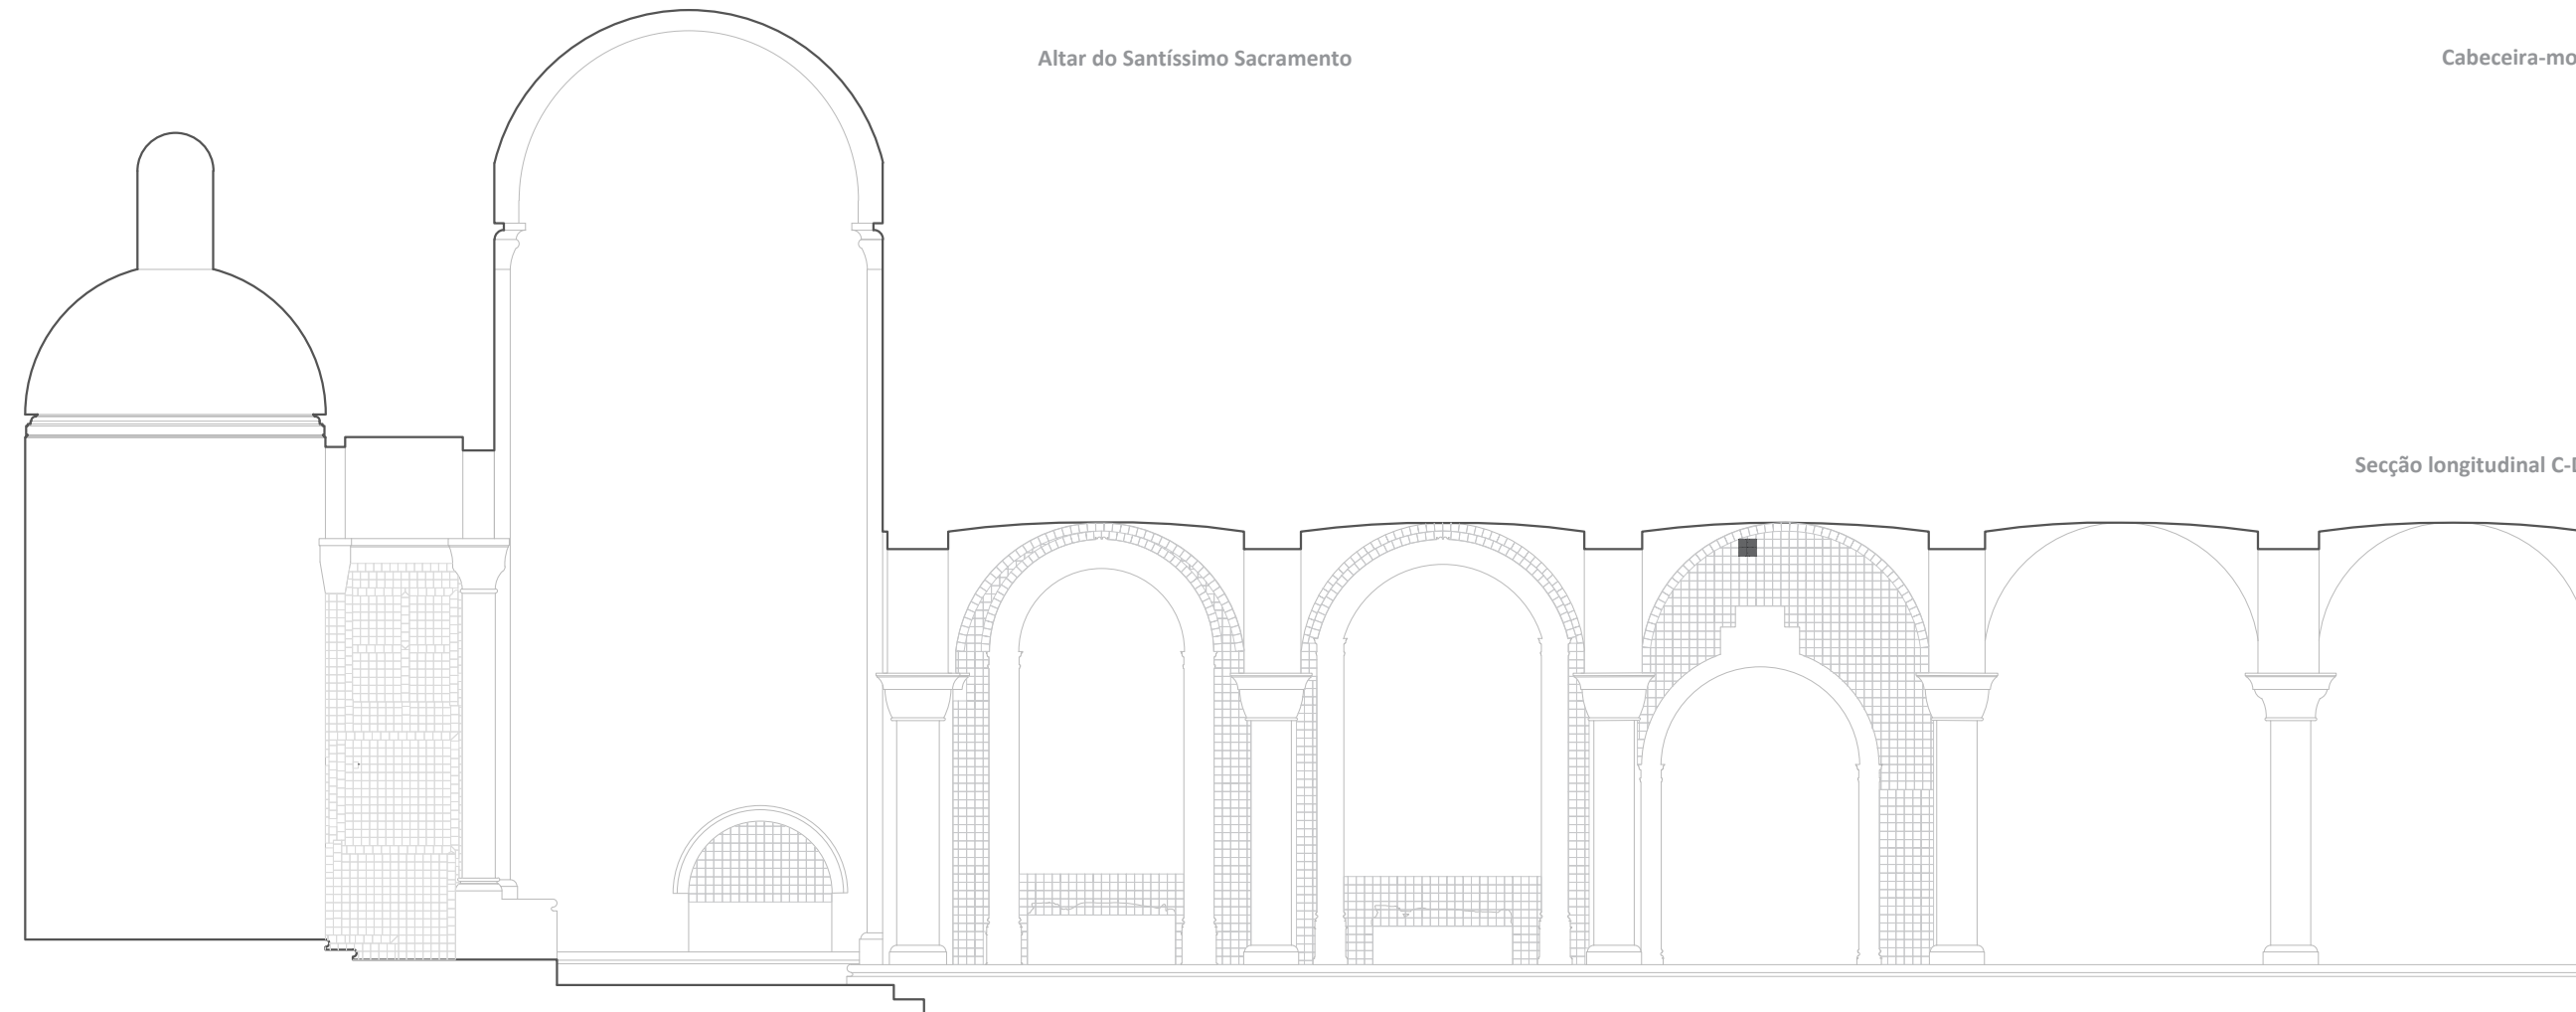 Altar do Santíssimo Sacramento
Cabeceira-mo
Secção longitudinal C-